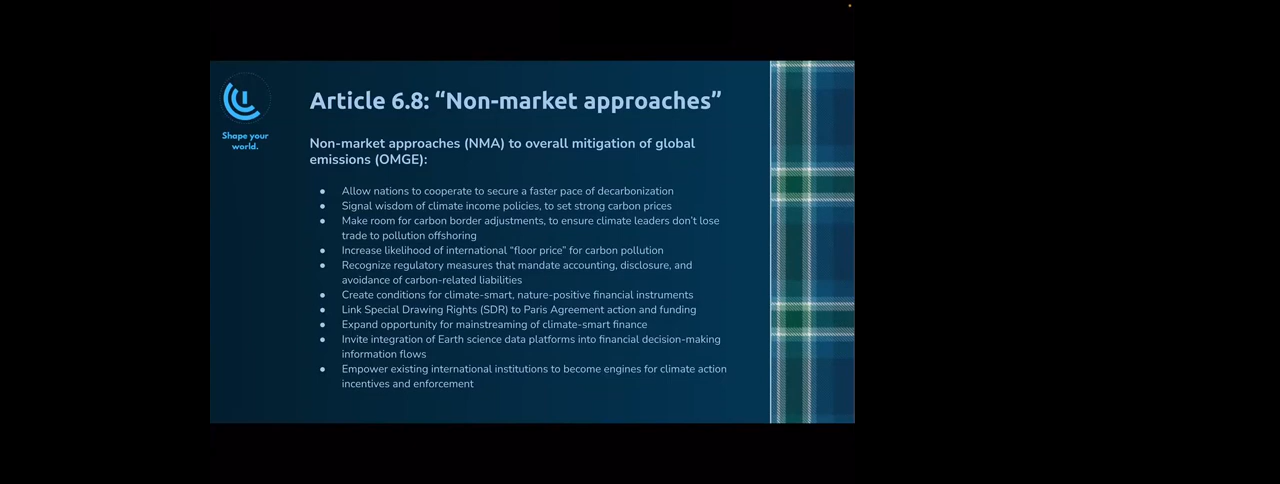 Article 6.8: “Non-market approaches”
Shape your
world.
Non-market approaches (NMA) to overall mitigation of global
emissions (OMGE):
● Allow nations to cooperate to secure a faster pace of decarbonization
● Signal wisdom of climate income policies, to set strong carbon prices
● Make room for carbon border adjustments, to ensure climate leaders don’t lose
trade to pollution offshoring
● Increase likelihood of international “floor price” for carbon pollution
● Recognize regulatory measures that mandate accounting, disclosure, and
avoidance of carbon-related liabilities
● Create conditions for climate-smart, nature-positive financial instruments
● Link Special Drawing Rights (SDR) to Paris Agreement action and funding
● Expand opportunity for mainstreaming of climate-smart finance
● Invite integration of Earth science data platforms into financial decision-making
information flows
● Empower existing international institutions to become engines for climate action
incentives and enforcement